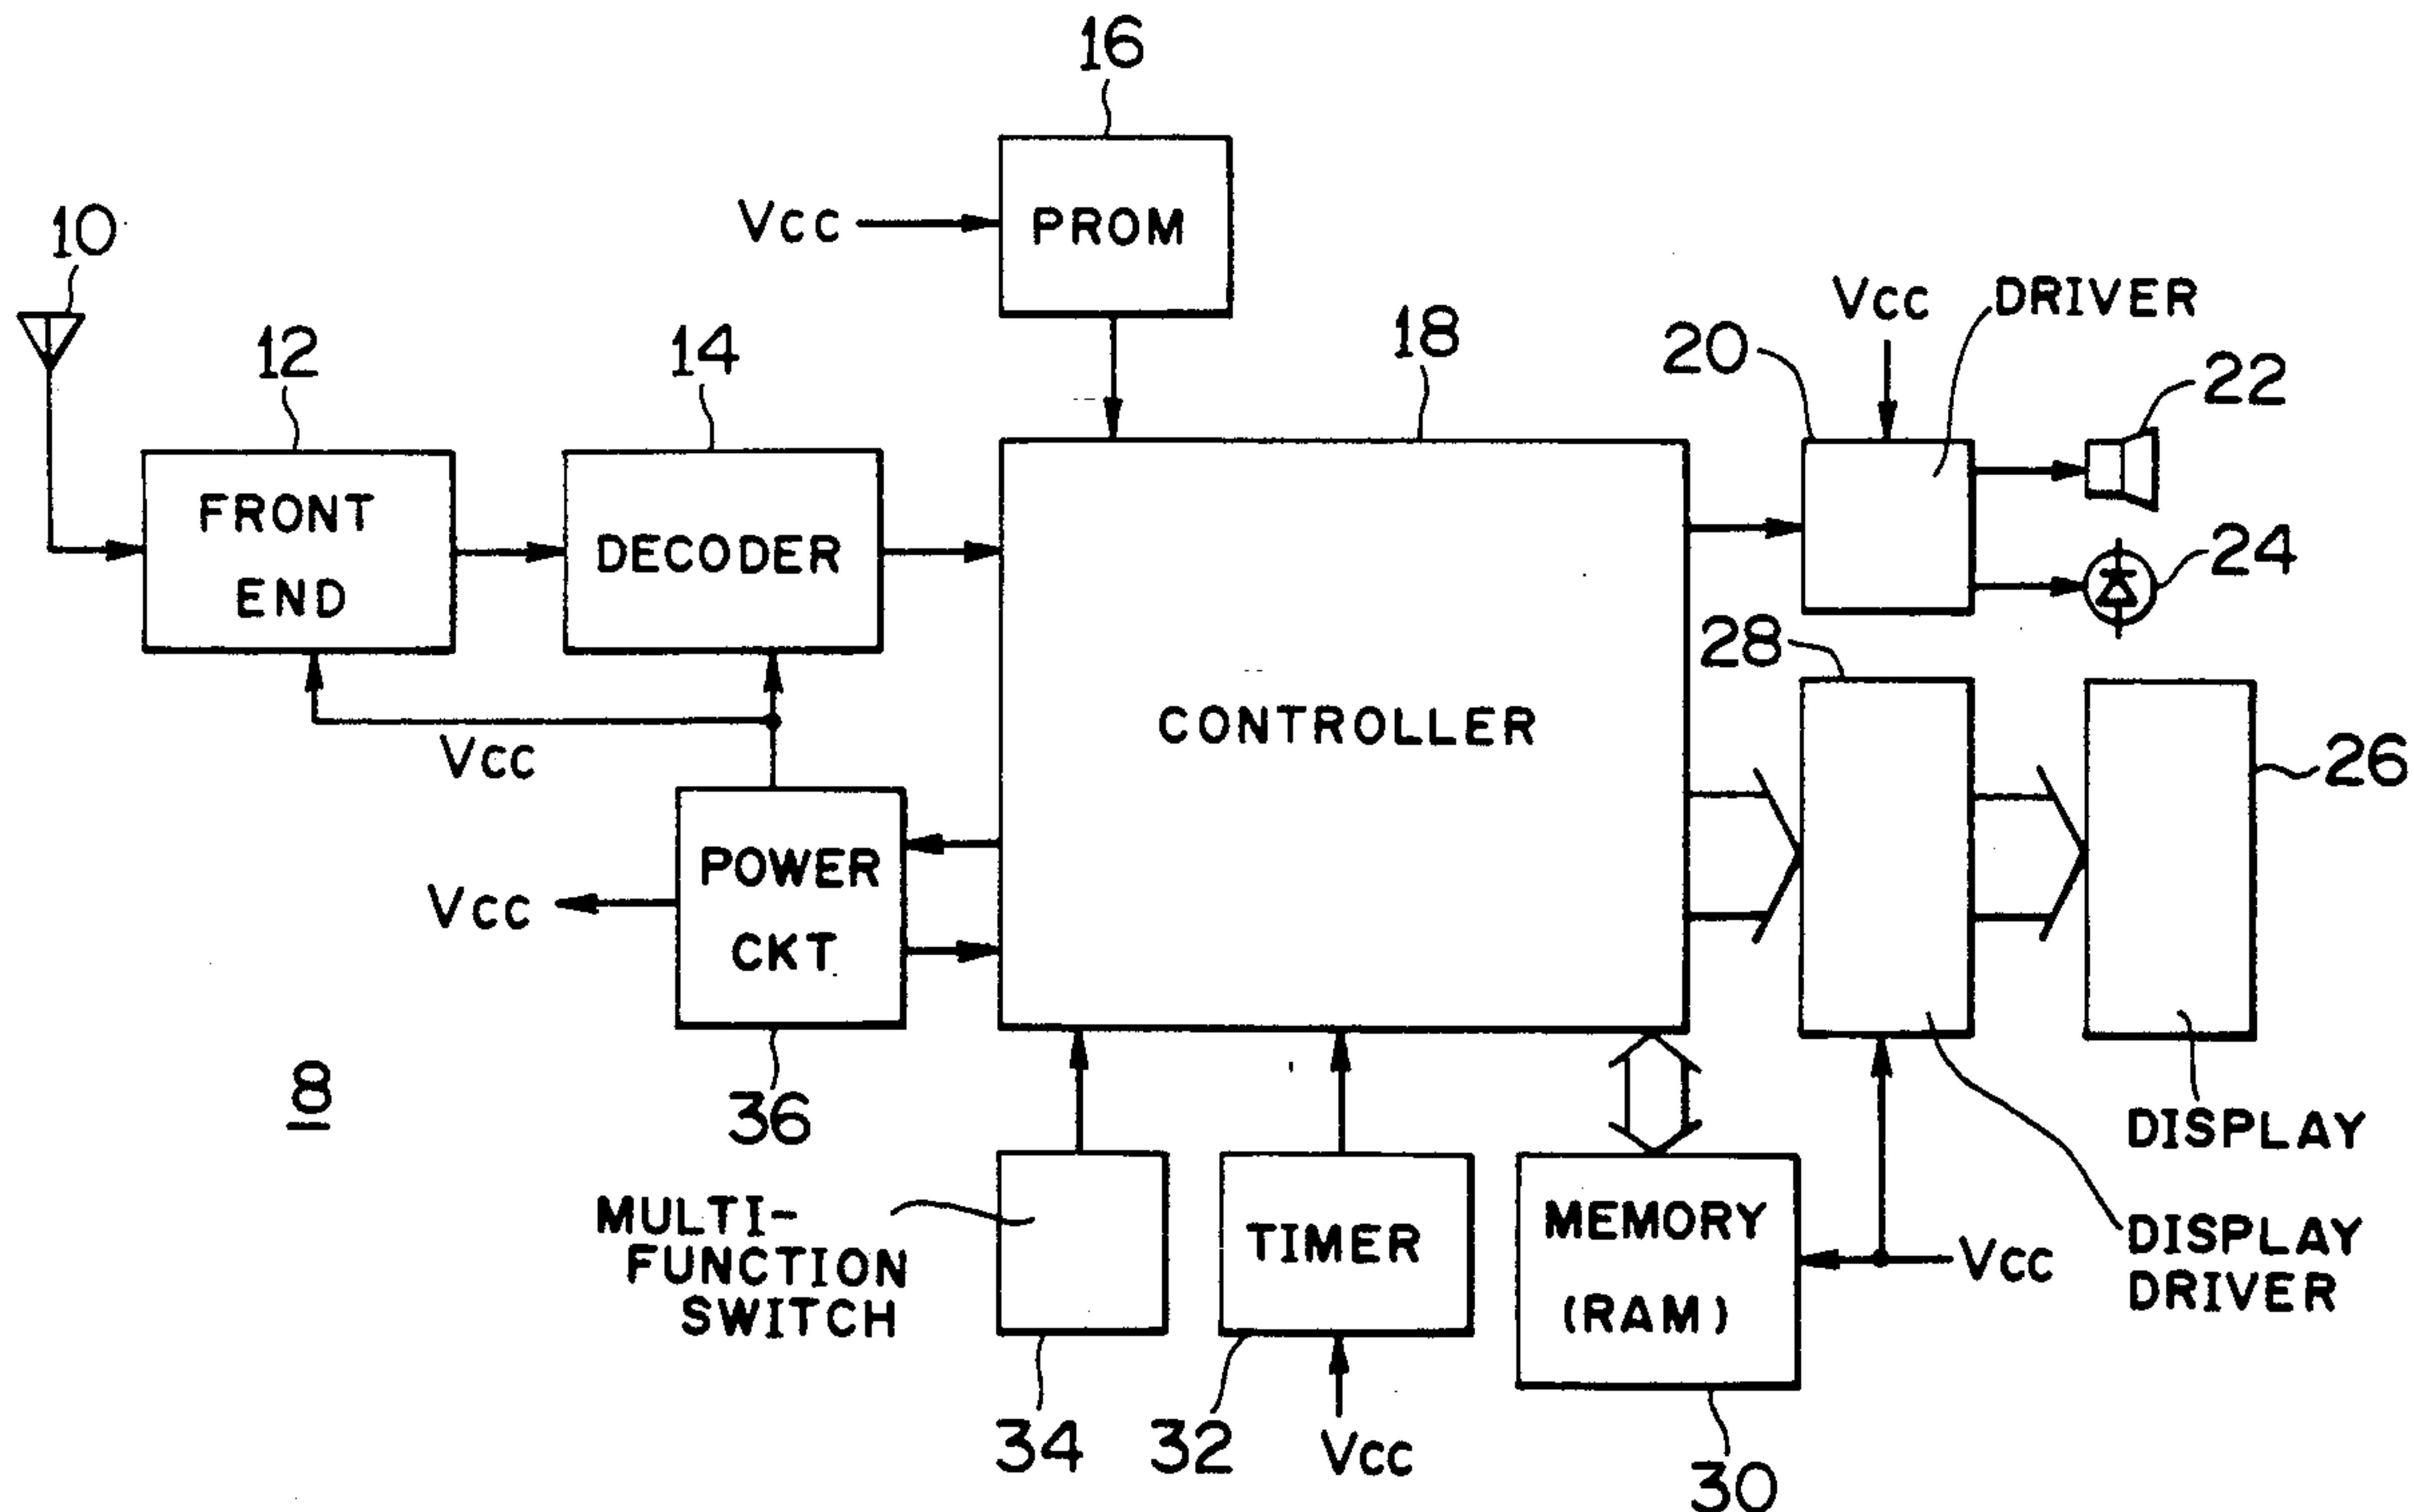 16
PROM
Vcc
10
12
14
18
20
Vcc
DRIVER
22
FRONT
END
DECODER
24
28
CONTROLLER
Vcc
26
POWER
CKT
Vcc
8
36
DISPLAY
MULTI-
FUNCTION
SWITCH
TIMER
MEMORY
(RAM)
Vcc
DISPLAY
DRIVER
34
32
Vcc
30